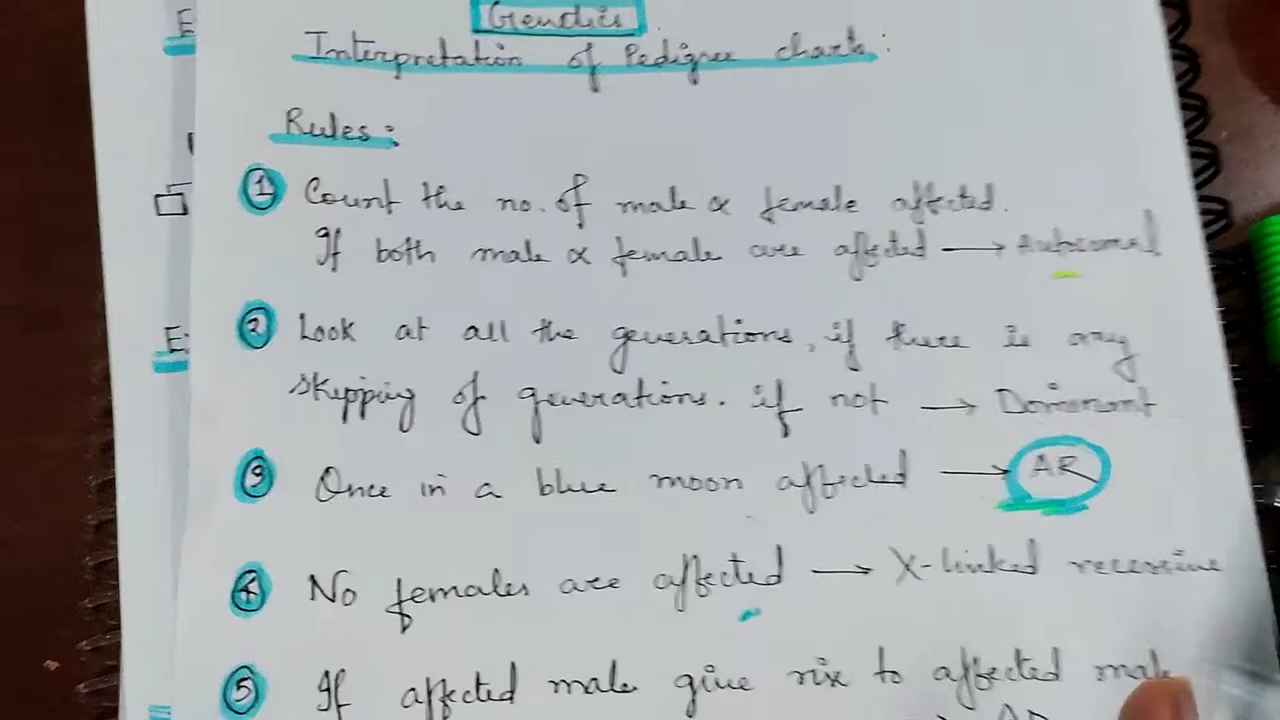 Genetics
Interpretation of Pedigree chart:
Rules:
① Count the no. of male & female affected.
If both male & female are affected → Autosomal
② Look at all the generations, if there is any
skipping of generations. if not → Dominant
③ Once in a blue moon affected → AR
④ No females are affected → X-linked recessive
⑤ If affected male give rise to affected male
E
E: